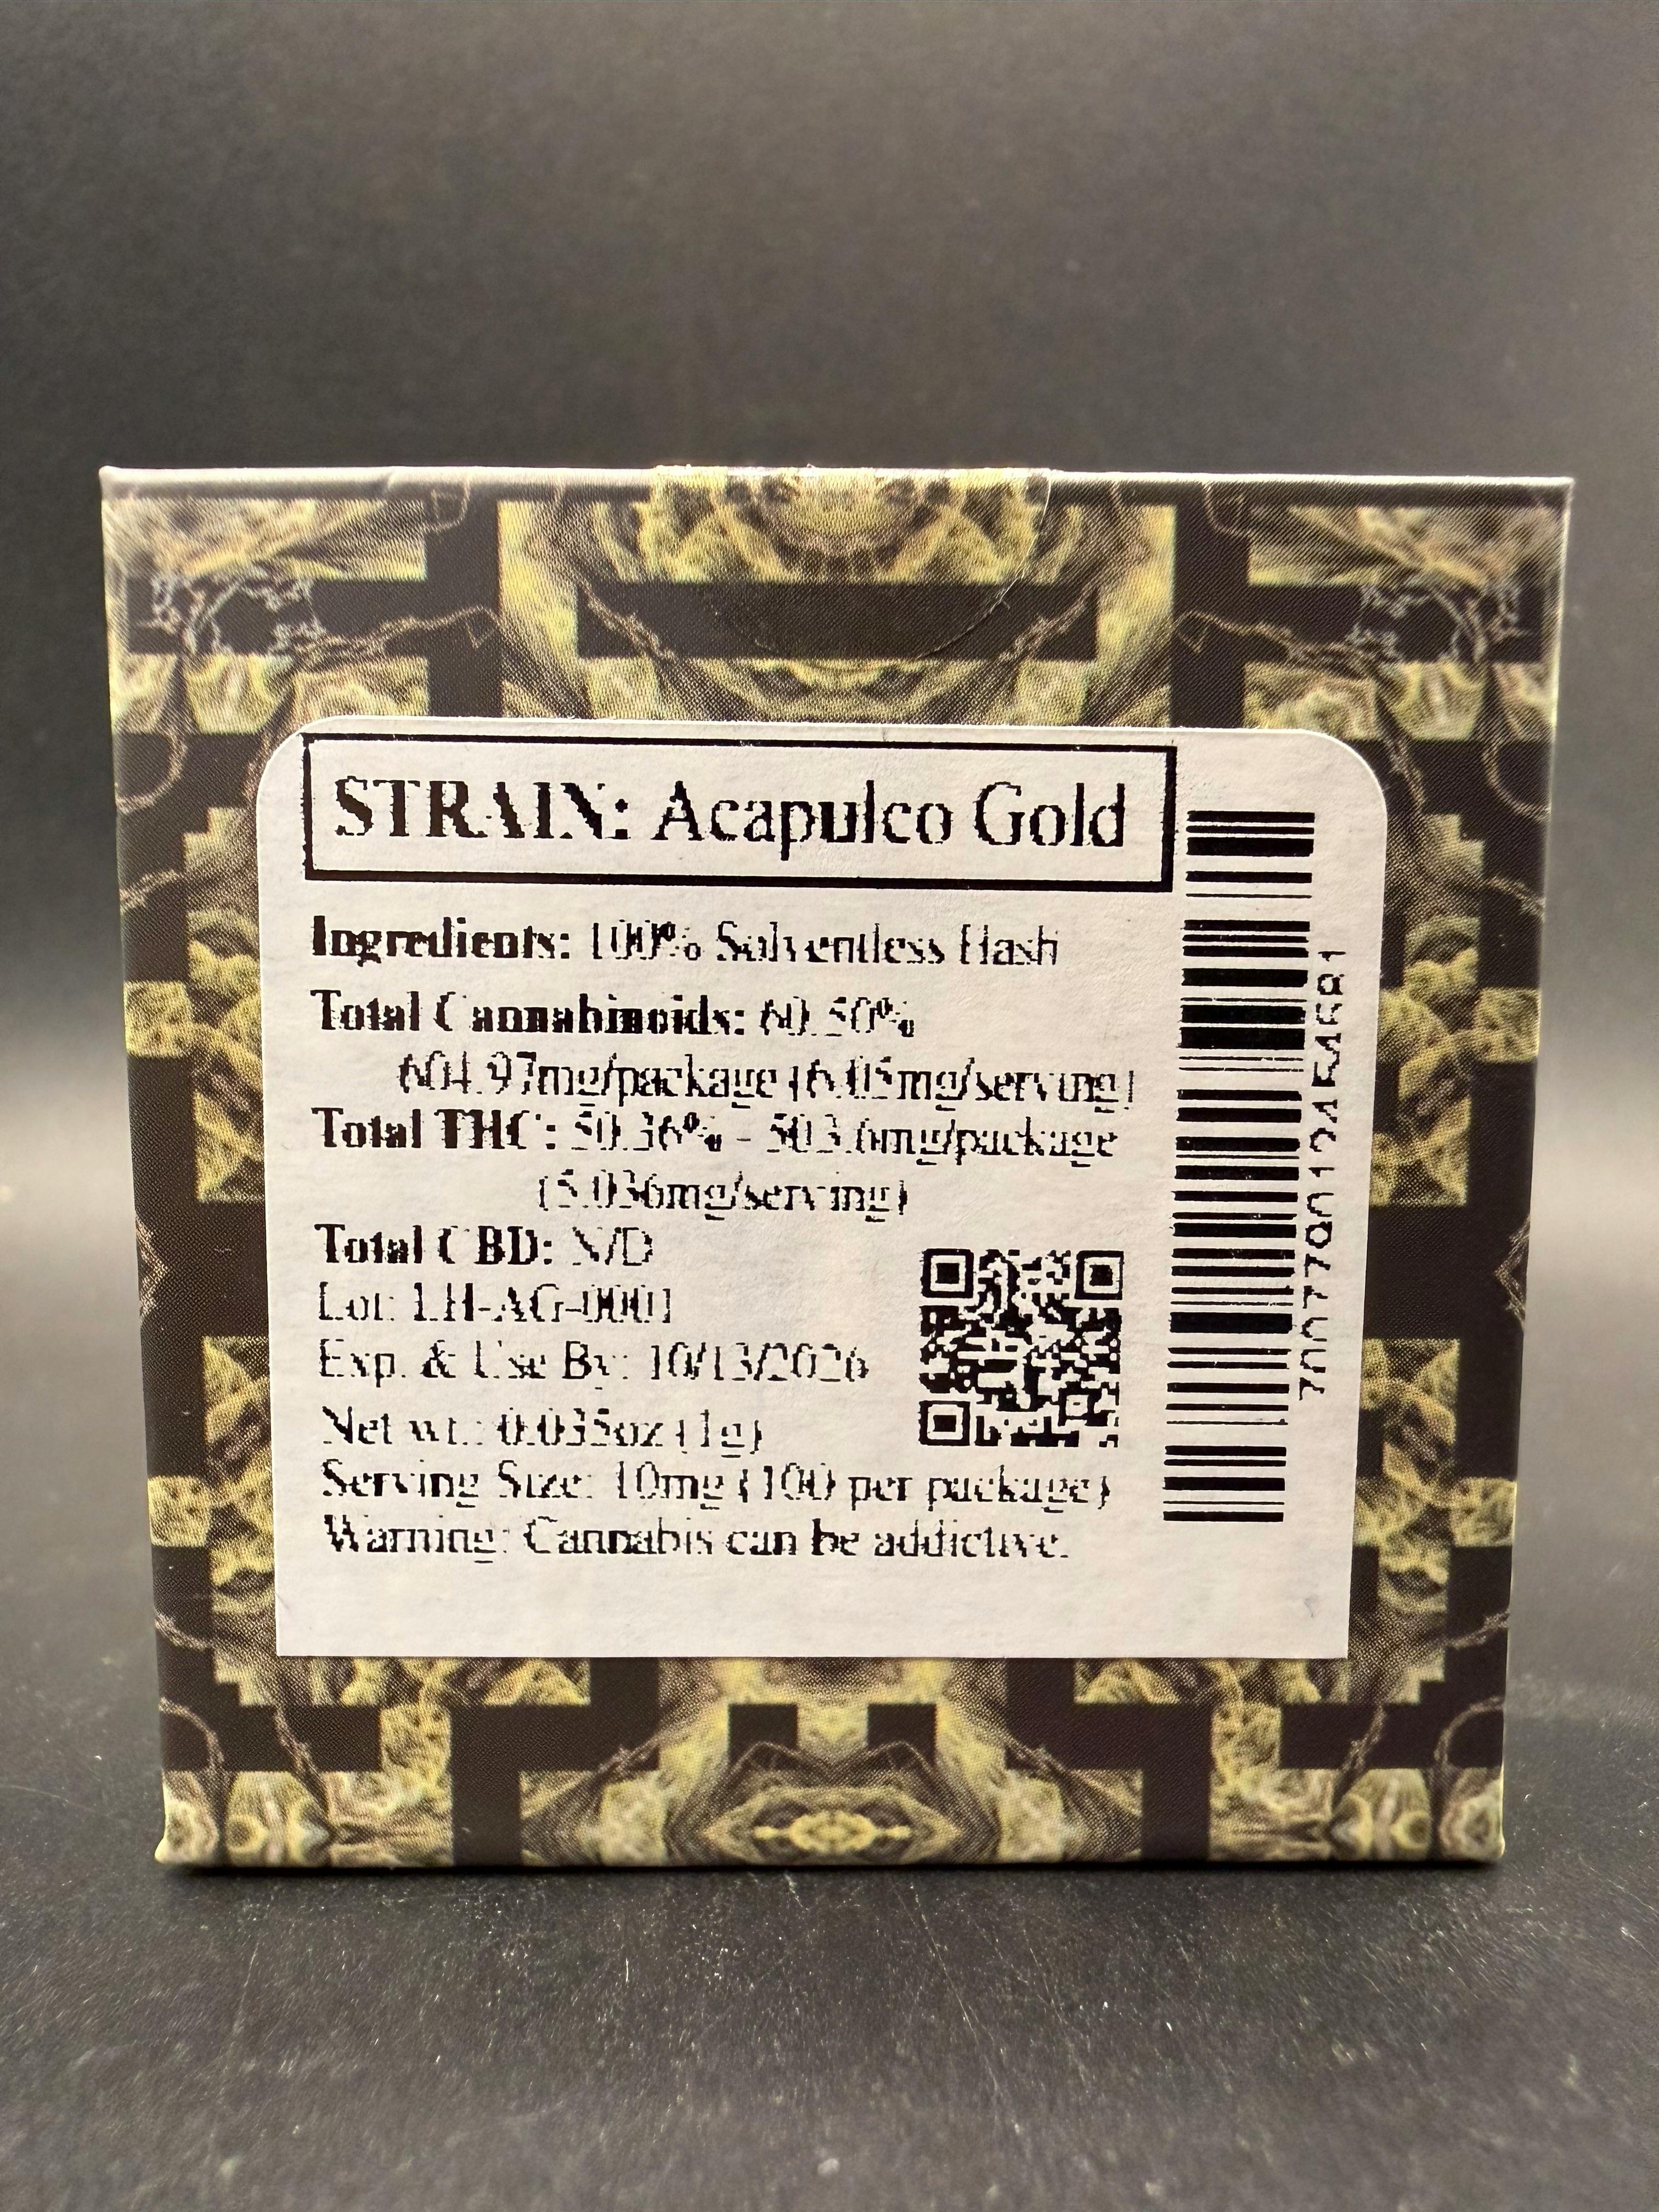 STRAIN: Acapulco Gold
Ingredients: 100% Solventless Hash
Total Cannabinoids: 60.50%
604.97mg/package (6.05mg/serving)
Total THC: 50.36% - 503.6mg/package
(5.036mg/serving)
Total CBD: N/D
Lot: LH-AG-0001
Exp. & Use By: 10/13/2026
Net wt.: 0.035oz (1g)
Serving Size: 10mg (100 per package)
Warning: Cannabis can be addictive.